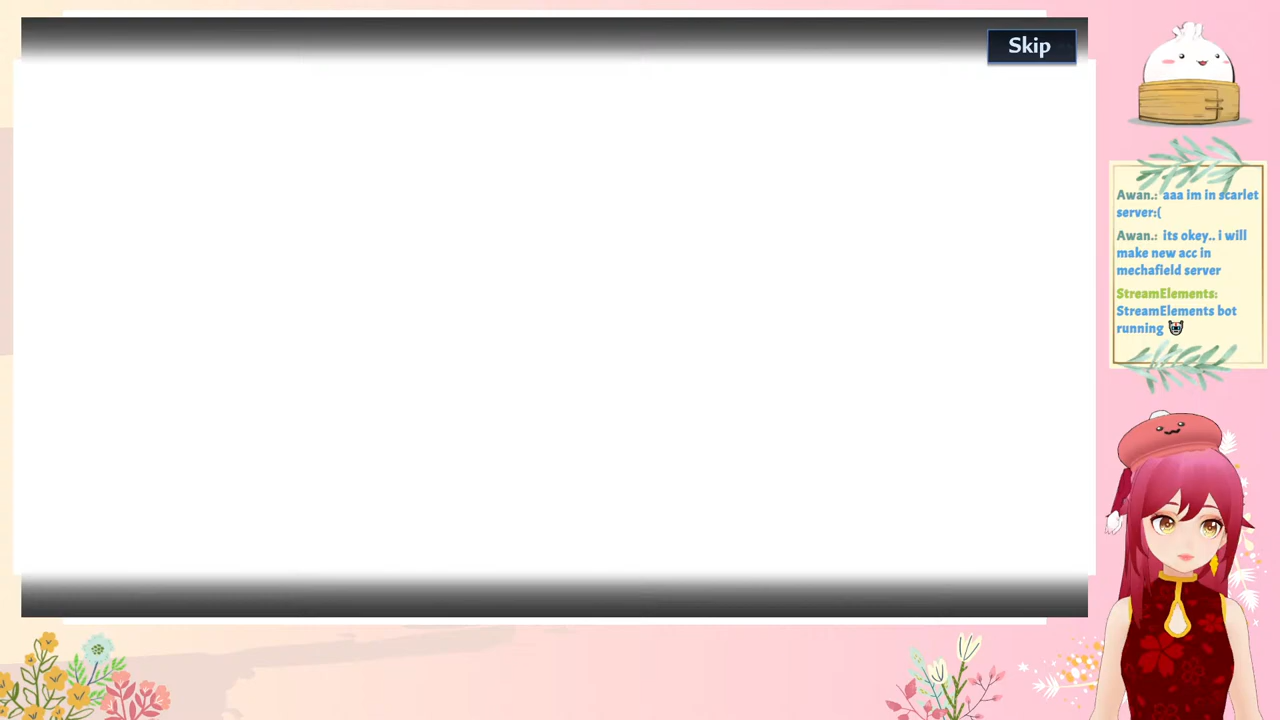 Skip
Awan.: aaa im in scarlet
server:(
Awan.: its okey.. i will
make new acc in
mechafield server
StreamElements:
StreamElements bot
running